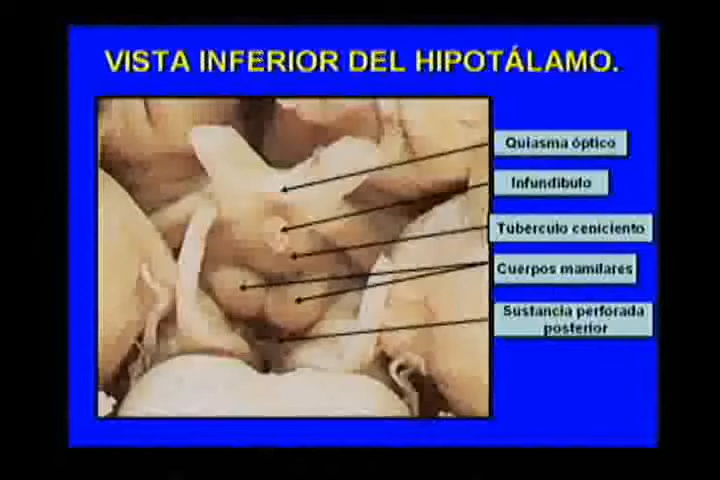 VISTA INFERIOR DEL HIPOTÁLAMO.
Quiasma óptico
Infundíbulo
Tuberculo ceniciento
Cuerpos mamilares
Sustancia perforada
posterior